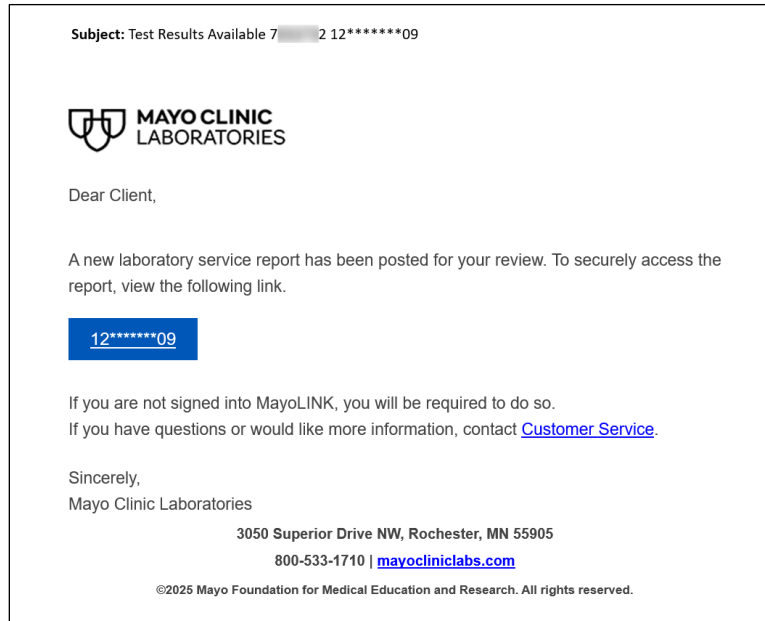 Subject: Test Results Available 7 2 12*******09
MAYO CLINIC
LABORATORIES
Dear Client,
A new laboratory service report has been posted for your review. To securely access the
report, view the following link.
12*******09
If you are not signed into MayoLINK, you will be required to do so.
If you have questions or would like more information, contact Customer Service.
Sincerely,
Mayo Clinic Laboratories
3050 Superior Drive NW, Rochester, MN 55905
800-533-1710 | mayocliniclabs.com
©2025 Mayo Foundation for Medical Education and Research. All rights reserved.